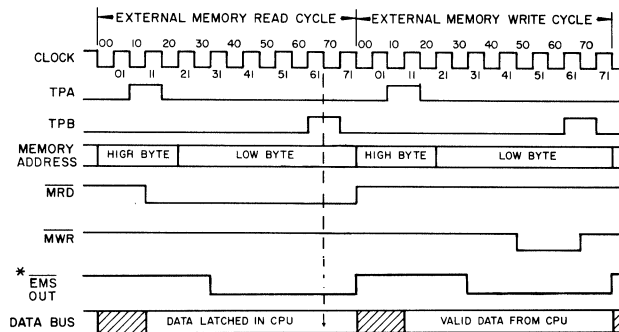 EXTERNAL MEMORY READ CYCLE EXTERNAL MEMORY WRITE CYCLE
00 10 20 30 40 50 60 70 00 10 20 30 40 50 60 70
CLOCK
01 11 21 31 41 51 61 71 01 11 21 31 41 51 61 71
TPA
TPB
MEMORY ADDRESS
HIGH BYTE LOW BYTE HIGH BYTE LOW BYTE
MRD
MWR
* EMS
OUT
DATA BUS DATA LATCHED IN CPU VALID DATA FROM CPU